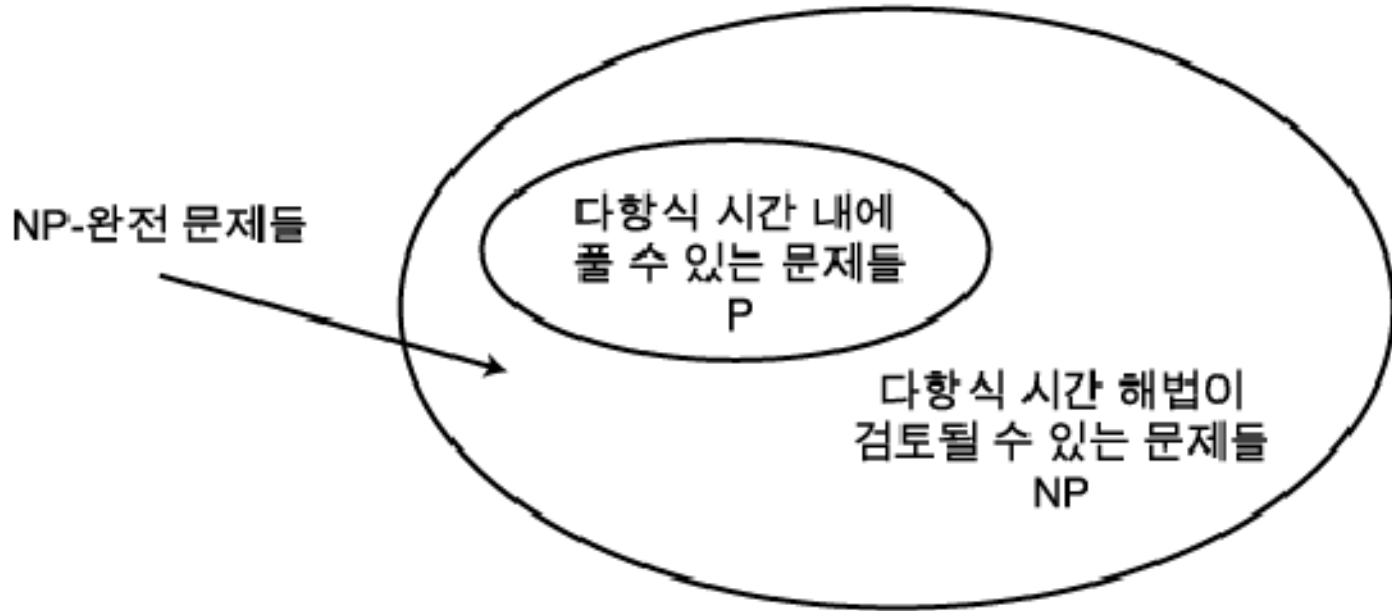 NP-완전 문제들
다항식 시간 내에
풀 수 있는 문제들
P
다항식 시간 해법이
검토될 수 있는 문제들
NP